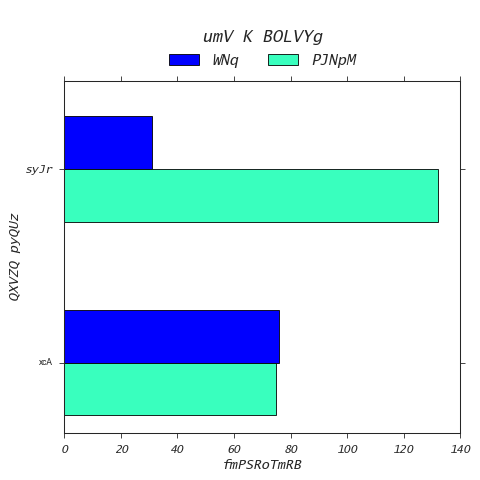 umV K BOLVYg
WNq PJNpM
syJr
xcA
QXVZQ pyQUz
0 20 40 60 80 100 120 140
fmPSRoTmRB